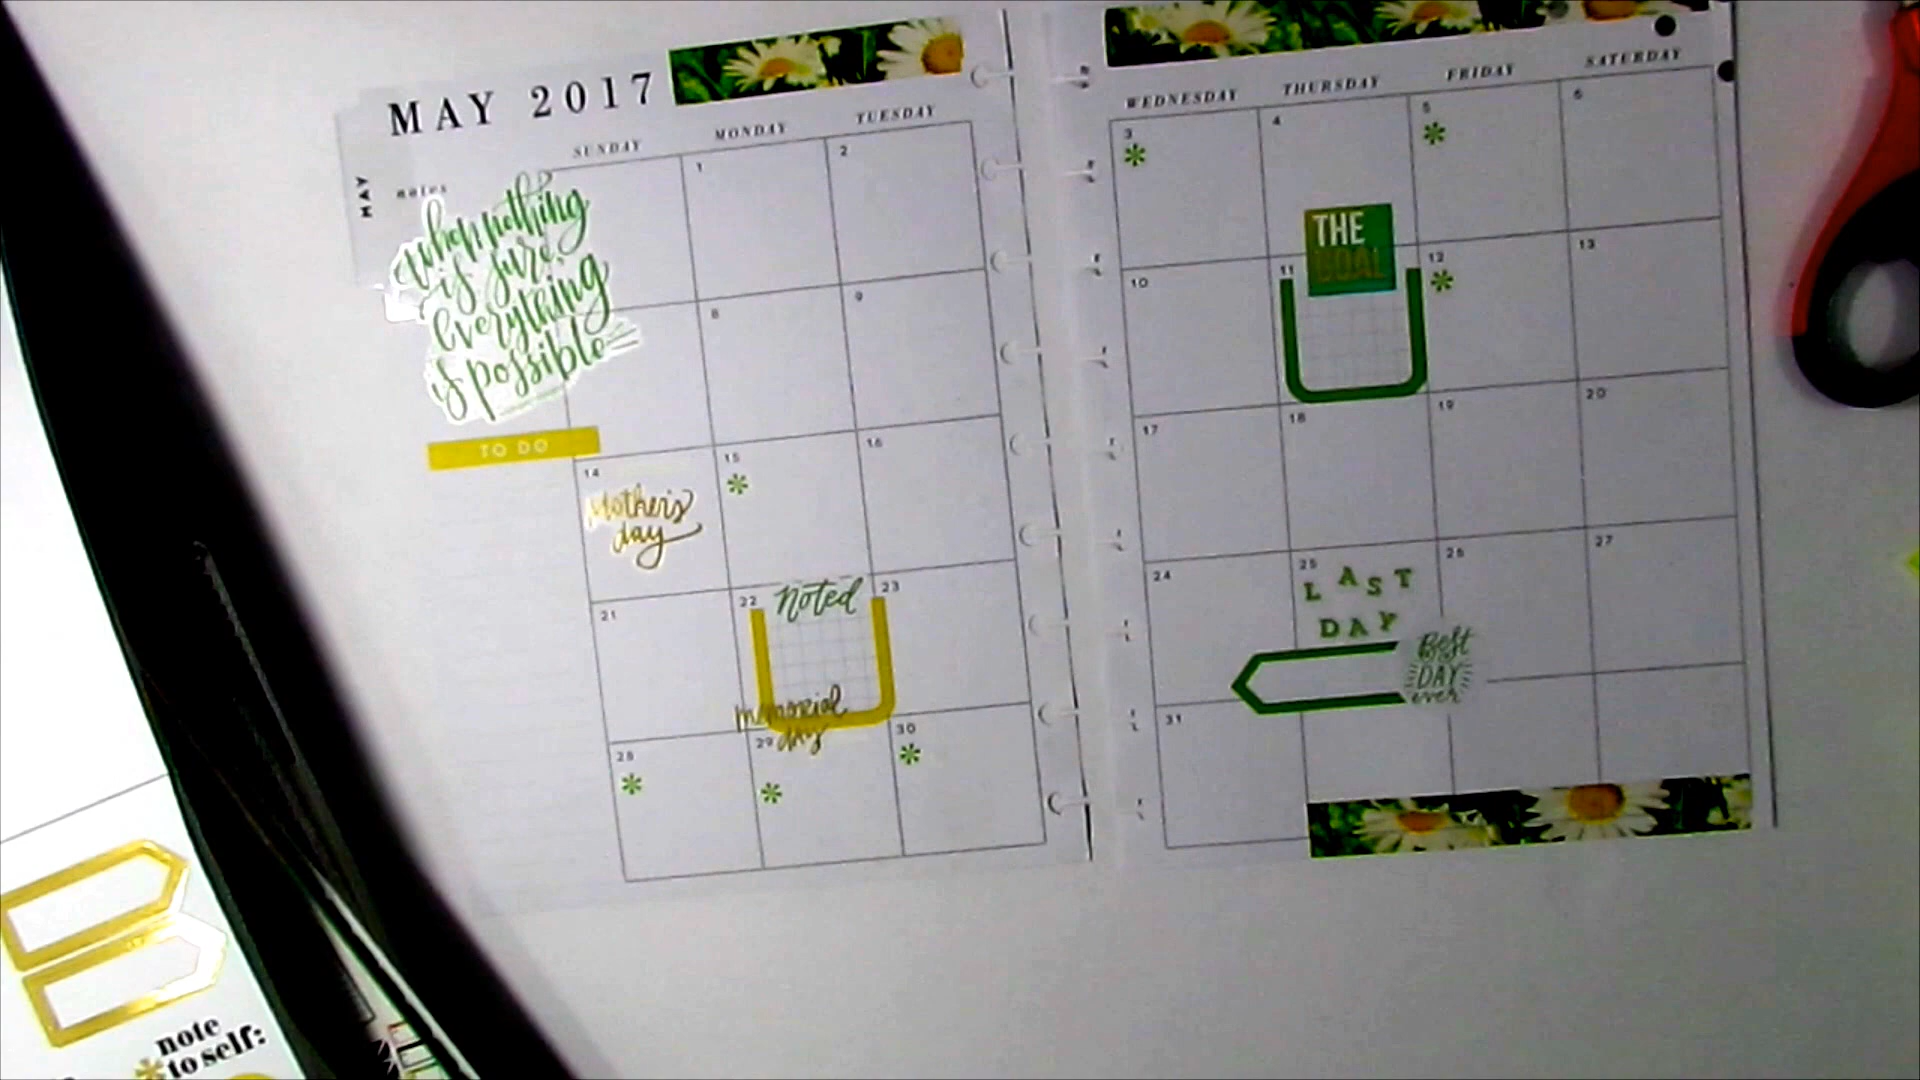 MAY 2017
SUNDAY MONDAY TUESDAY WEDNESDAY THURSDAY FRIDAY SATURDAY
MAY
notes
when nothing
is sure
everything
is possible
TO DO
1 2 3 4 5 6
* *
THE
GOAL
8 9 10 11 12 13
*
14 15 16 17 18 19 20
Mother's
day
*
21 22 23 24 25 26 27
Noted
LAST
DAY
Best
DAY
ever
memorial
day
28 29 30 31
* * *
note
* to self: